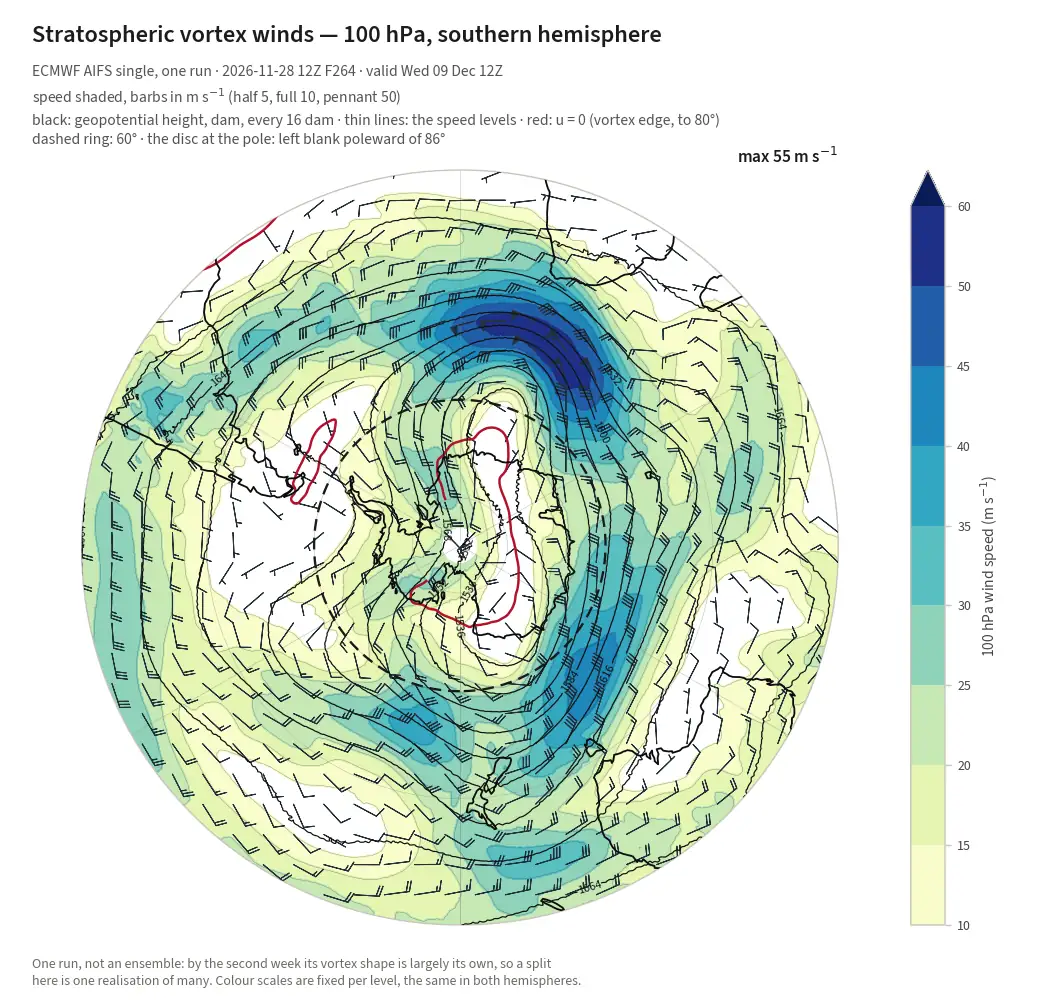 Stratospheric vortex winds — 100 hPa, southern hemisphere
ECMWF AIFS single, one run · 2026-11-28 12Z F264 · valid Wed 09 Dec 12Z
speed shaded, barbs in m s⁻¹ (half 5, full 10, pennant 50)
black: geopotential height, dam, every 16 dam · thin lines: the speed levels · red: u = 0 (vortex edge, to 80°)
dashed ring: 60° · the disc at the pole: left blank poleward of 86°
max 55 m s⁻¹
60
50
45
40
35
30
25
20
15
10
100 hPa wind speed (m s⁻¹)
1664
1616
1664
One run, not an ensemble: by the second week its vortex shape is largely its own, so a split
here is one realisation of many. Colour scales are fixed per level, the same in both hemispheres.